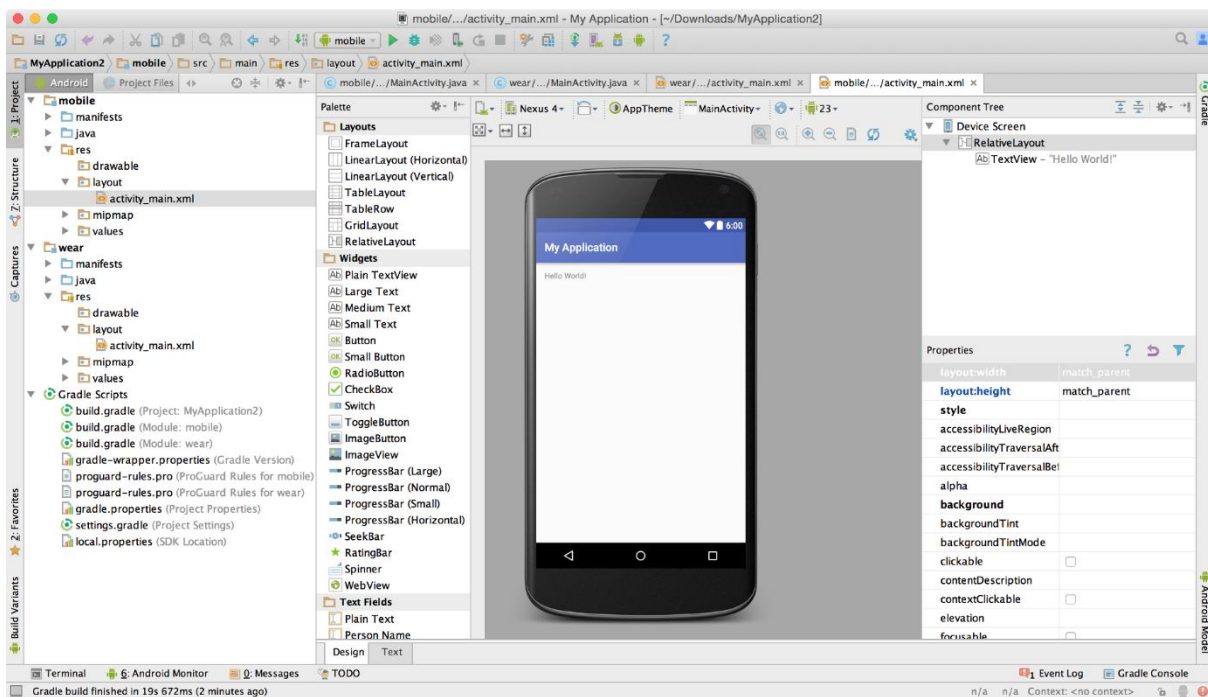 mobile/.../activity_main.xml - My Application - [~/Downloads/MyApplication2]
mobile
?
MyApplication2 mobile src main res layout activity_main.xml
Android Project Files
mobile/.../MainActivity.java × wear/.../MainActivity.java × wear/.../activity_main.xml × mobile/.../activity_main.xml ×
1: Project
Z: Structure
Captures
2: Favorites
Build Variants
mobile
manifests
java
res
drawable
layout
activity_main.xml
mipmap
values
wear
manifests
java
res
drawable
layout
activity_main.xml
mipmap
values
Gradle Scripts
build.gradle (Project: MyApplication2)
build.gradle (Module: mobile)
build.gradle (Module: wear)
gradle-wrapper.properties (Gradle Version)
proguard-rules.pro (ProGuard Rules for mobile)
proguard-rules.pro (ProGuard Rules for wear)
gradle.properties (Project Properties)
settings.gradle (Project Settings)
local.properties (SDK Location)
Palette
Layouts
FrameLayout
LinearLayout (Horizontal)
LinearLayout (Vertical)
TableLayout
TableRow
GridLayout
RelativeLayout
Widgets
Ab Plain TextView
Ab Large Text
Ab Medium Text
Ab Small Text
OK Button
OK Small Button
RadioButton
CheckBox
Switch
ToggleButton
ImageButton
ImageView
ProgressBar (Large)
ProgressBar (Normal)
ProgressBar (Small)
ProgressBar (Horizontal)
SeekBar
RatingBar
Spinner
WebView
Text Fields
Plain Text
Person Name
Nexus 4 AppTheme MainActivity 23
6:00
My Application
Hello World!
Design Text
Component Tree
Device Screen
RelativeLayout
Ab TextView - "Hello World!"
Properties ?
layout:width match_parent
layout:height match_parent
style
accessibilityLiveRegion
accessibilityTraversalAft
accessibilityTraversalBef
alpha
background
backgroundTint
backgroundTintMode
clickable
contentDescription
contextClickable
elevation
focusable
Gradle
Android Model
Terminal 6: Android Monitor 0: Messages TODO
1 Event Log Gradle Console
Gradle build finished in 19s 672ms (2 minutes ago)
n/a n/a Context: <no context>